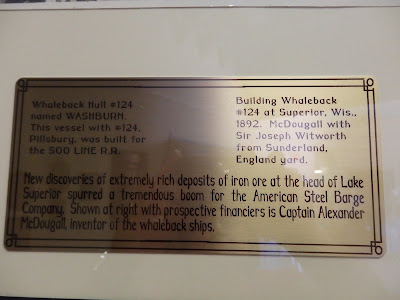 Whaleback Hull #124
named WASHBURN.
This vessel with #124,
Pillsbury, was built for
the SOO LINE R.R.
Building Whaleback
#124 at Superior, Wis.,
1892. McDougall with
Sir Joseph Witworth
from Sunderland,
England yard.
New discoveries of extremely rich deposits of iron ore at the head of Lake
Superior spurred a tremendous boom for the American Steel Barge
Company. Shown at right with prospective financiers is Captain Alexander
McDougall, inventor of the whaleback ships.